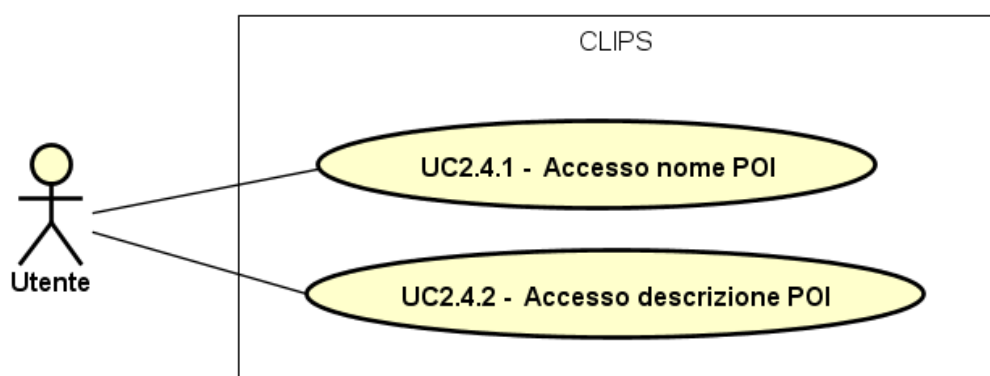 CLIPS
UC2.4.1 - Accesso nome POI
Utente
UC2.4.2 - Accesso descrizione POI